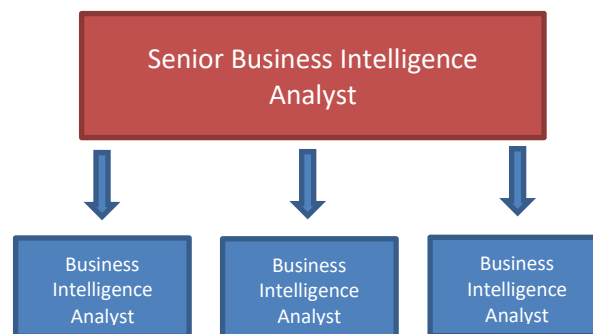 Senior Business Intelligence
Analyst
Business
Intelligence
Analyst
Business
Intelligence
Analyst
Business
Intelligence
Analyst